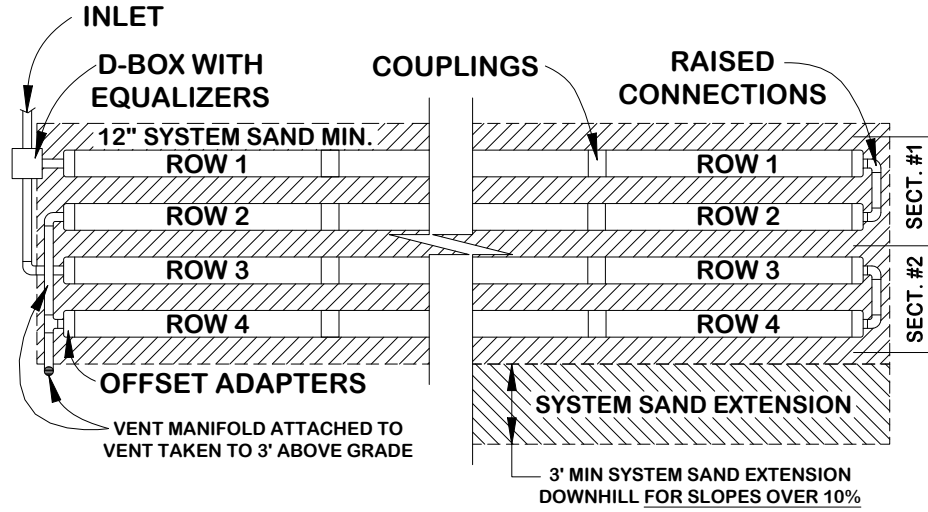 INLET
D-BOX WITH
EQUALIZERS
COUPLINGS
RAISED
CONNECTIONS
12" SYSTEM SAND MIN.
ROW 1
ROW 1
ROW 2
ROW 2
ROW 3
ROW 3
ROW 4
ROW 4
SECT. #1
SECT. #2
OFFSET ADAPTERS
SYSTEM SAND EXTENSION
VENT MANIFOLD ATTACHED TO
VENT TAKEN TO 3' ABOVE GRADE
3' MIN SYSTEM SAND EXTENSION
DOWNHILL FOR SLOPES OVER 10%